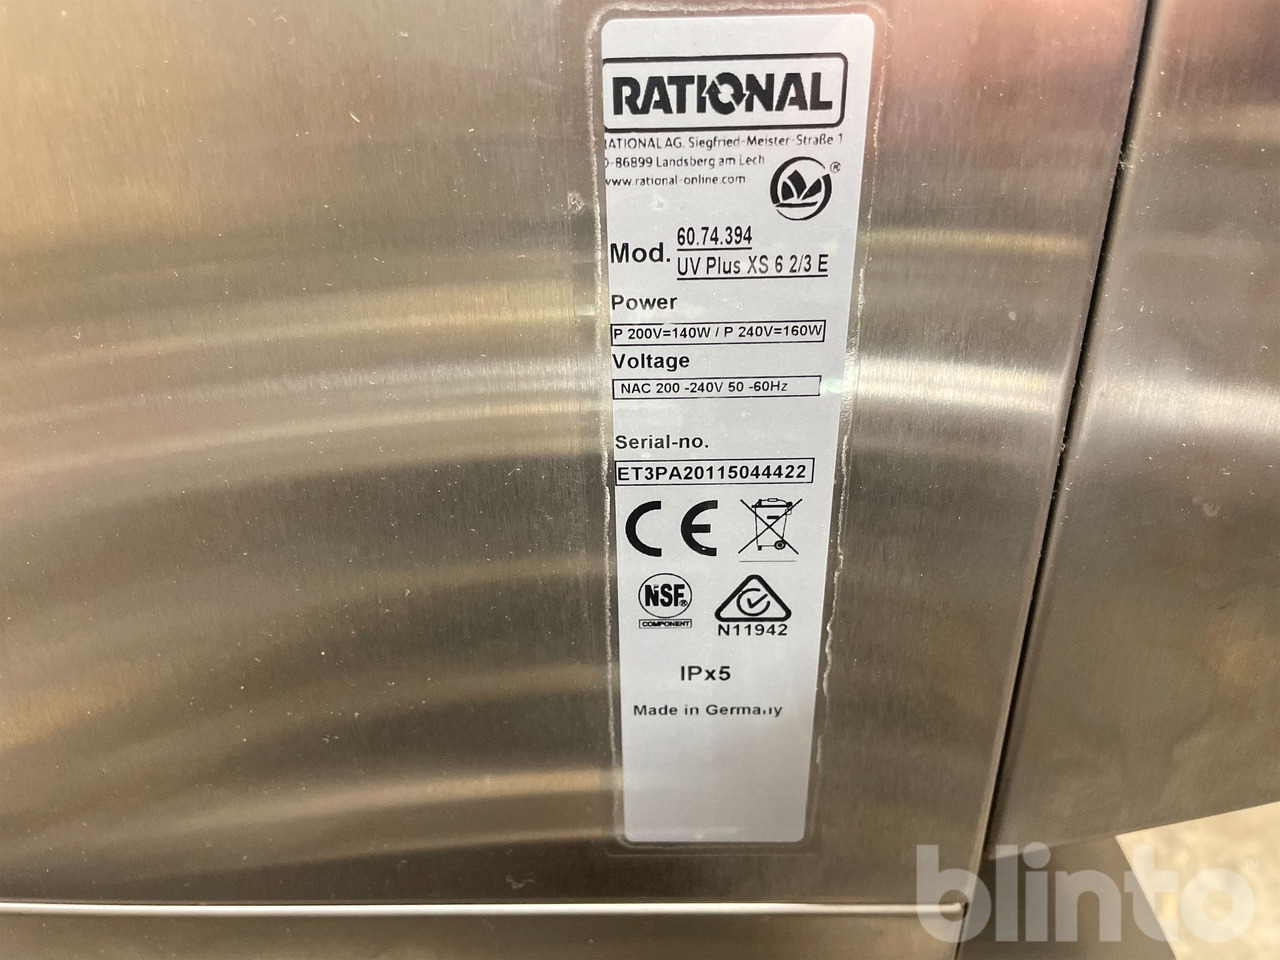 RATIONAL
RATIONAL AG. Siegfried-Meister-Straße 1
D-86899 Landsberg am Lech
www.rational-online.com
®
Mod. 60.74.394
UV Plus XS 6 2/3 E
Power
P 200V=140W / P 240V=160W
Voltage
NAC 200 -240V 50 -60Hz
Serial-no.
ET3PA20115044422
CE
NSF®
COMPONENT
N11942
IPx5
Made in Germany
blinto™